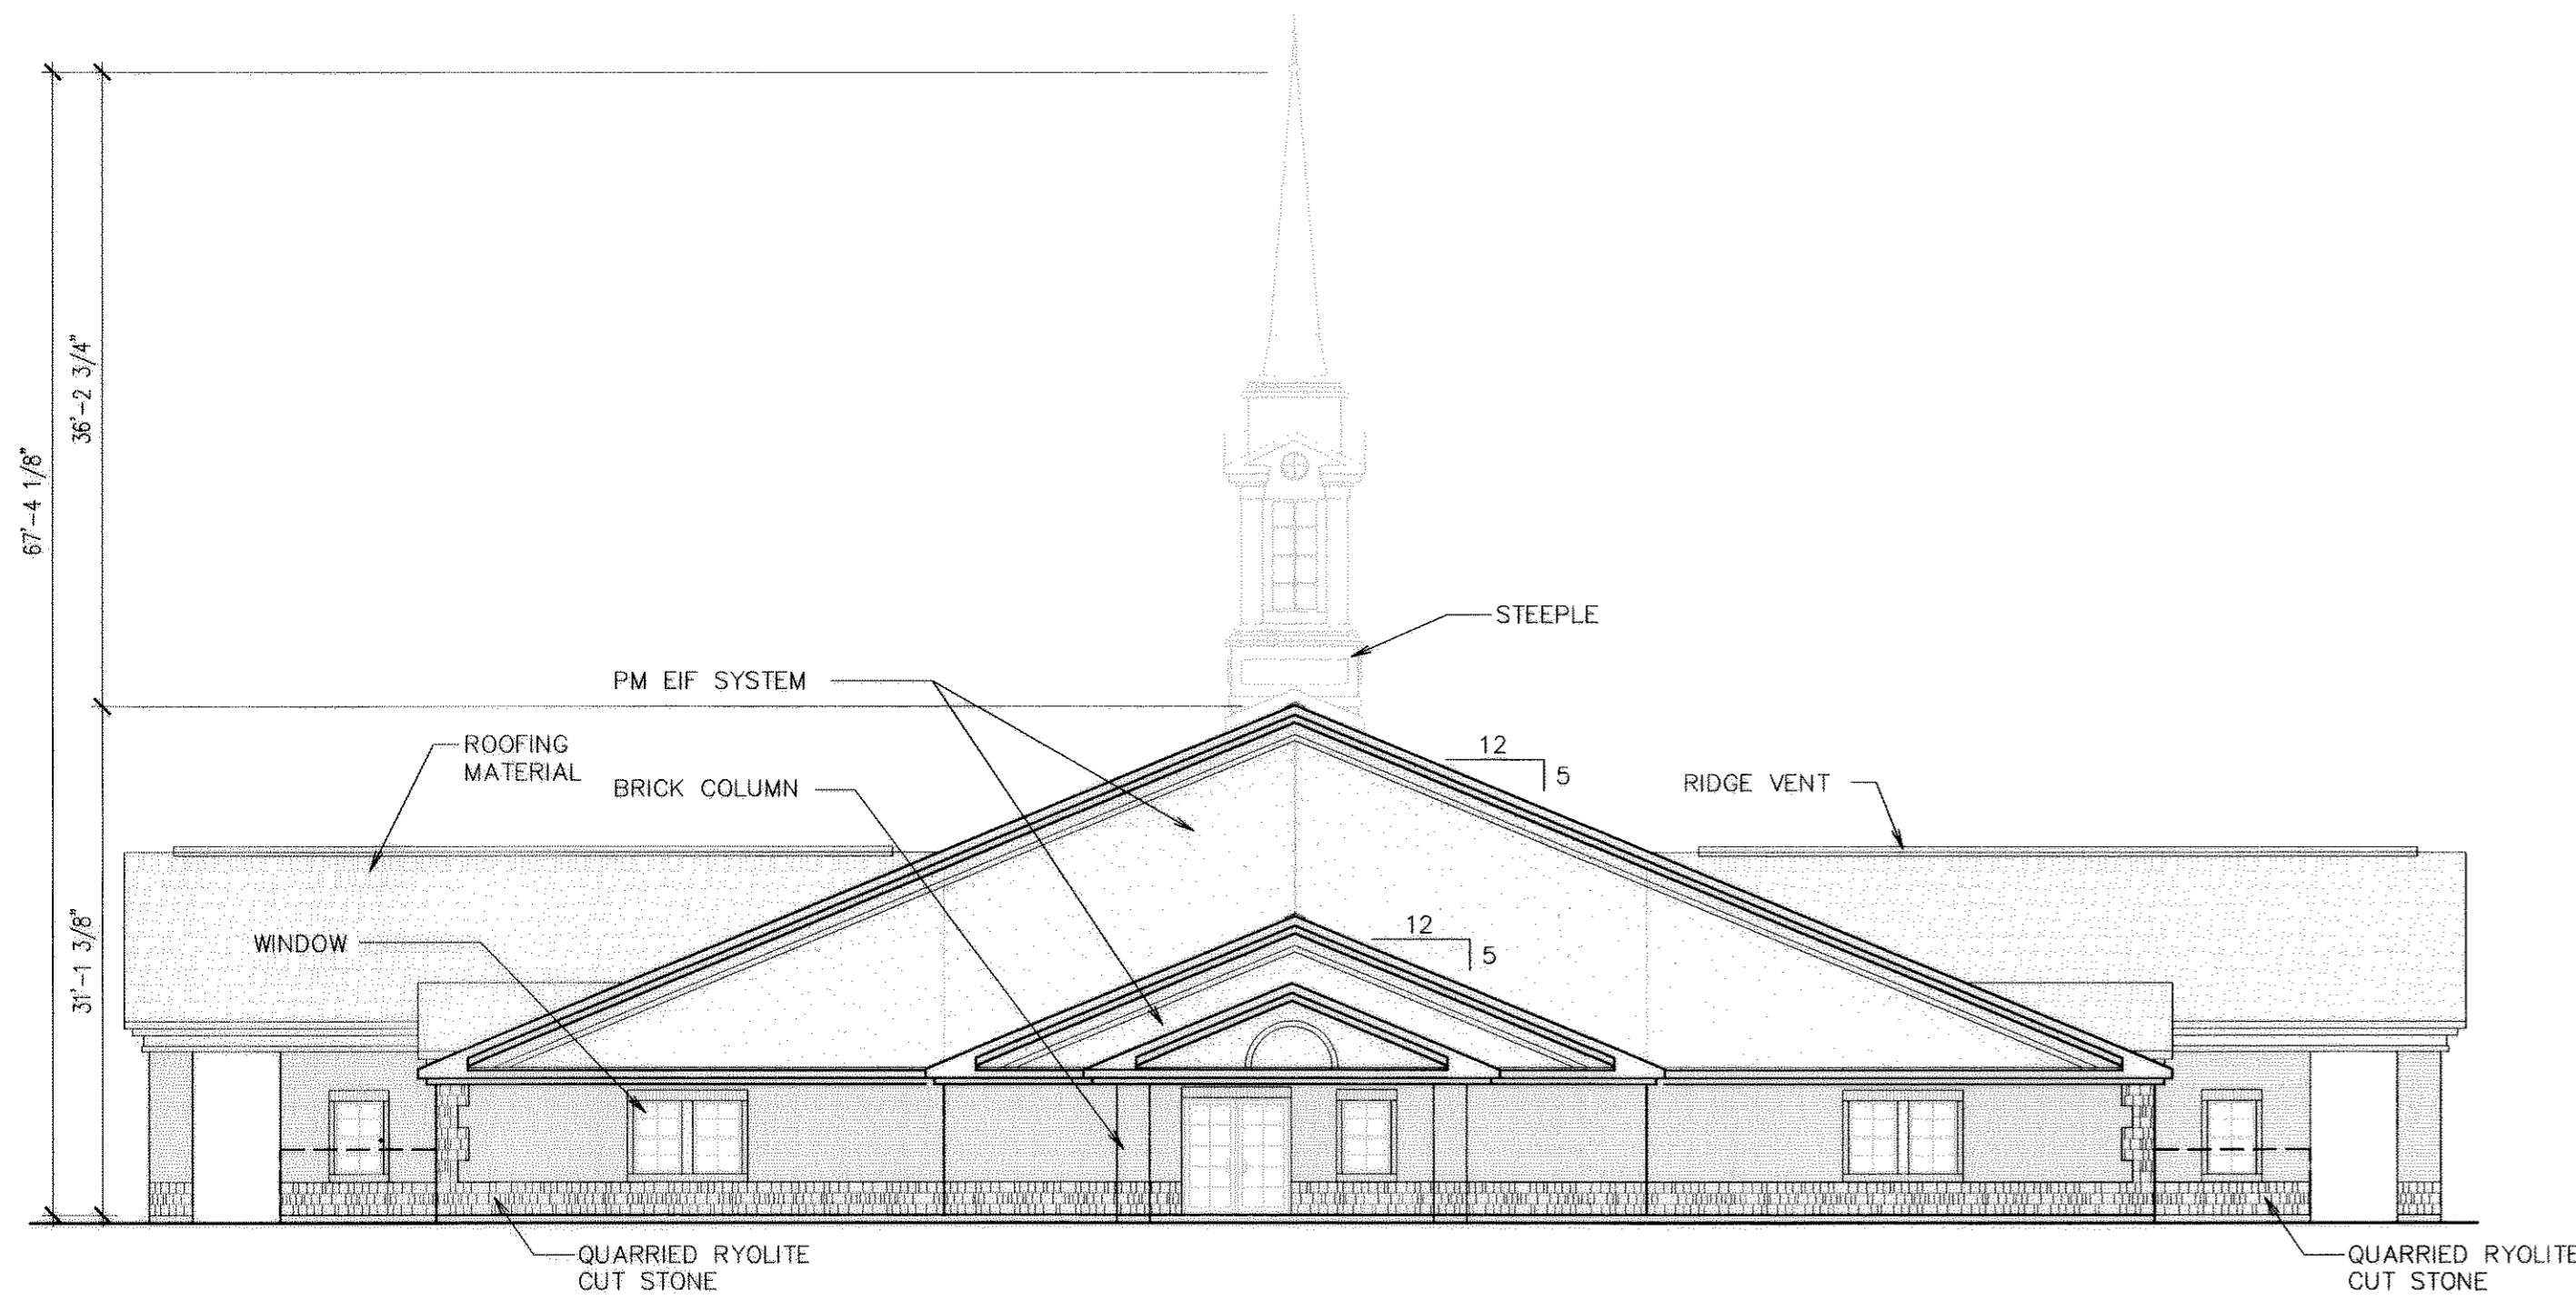 67'-4 1/8"
36'-2 3/4"
31'-1 3/8"
STEEPLE
PM EIF SYSTEM
ROOFING
MATERIAL
BRICK COLUMN
12
5
RIDGE VENT
WINDOW
12
5
QUARRIED RYOLITE
CUT STONE
QUARRIED RYOLITE
CUT STONE